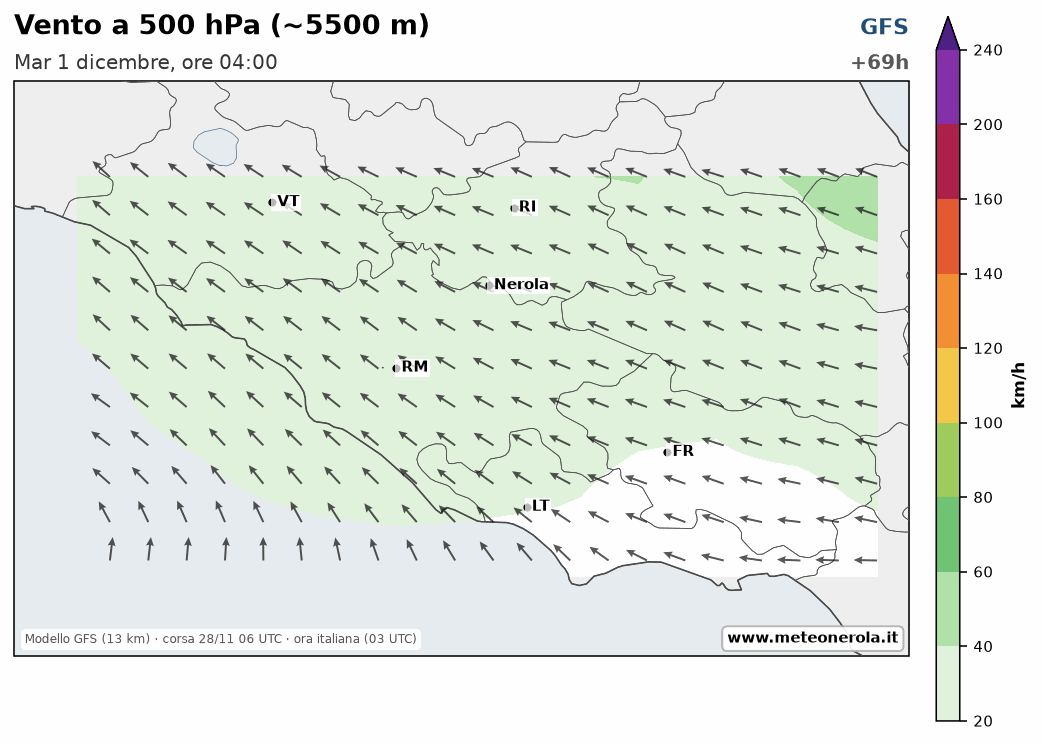 Vento a 500 hPa (~5500 m)
GFS
Mar 1 dicembre, ore 04:00
+69h
VT
RI
Nerola
RM
FR
LT
Modello GFS (13 km) · corsa 28/11 06 UTC · ora italiana (03 UTC)
www.meteonerola.it
240
200
160
140
120
100
80
60
40
20
km/h